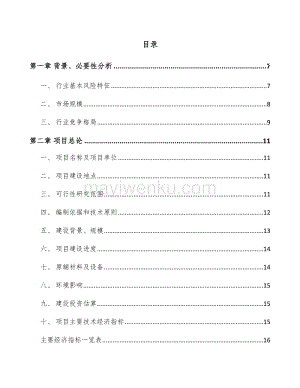 目录
第一章 背景、必要性分析 7
一、 行业基本风险特征 7
二、 市场规模 8
三、 行业竞争格局 9
第二章 项目总论 11
一、 项目名称及项目单位 11
二、 项目建设地点 11
三、 可行性研究范围 11
mayiwenku.com
四、 编制依据和技术原则 11
五、 建设背景、规模 13
六、 项目建设进度 14
七、 原辅材料及设备 14
八、 环境影响 15
九、 建设投资估算 15
十、 项目主要技术经济指标 15
主要经济指标一览表 16